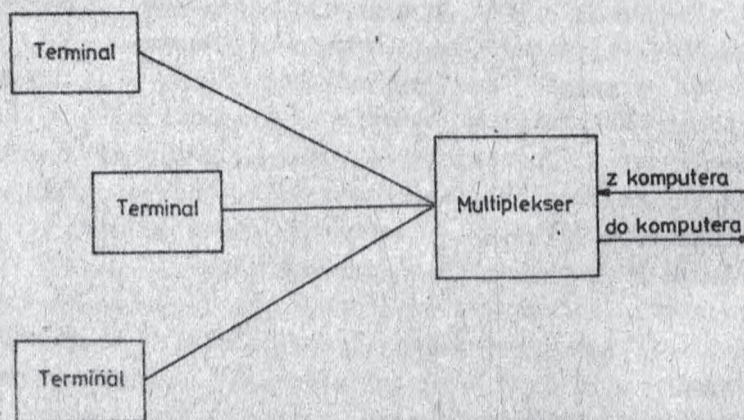 Terminal
Terminal
Multiplekser
z komputera
do komputera
Terminal